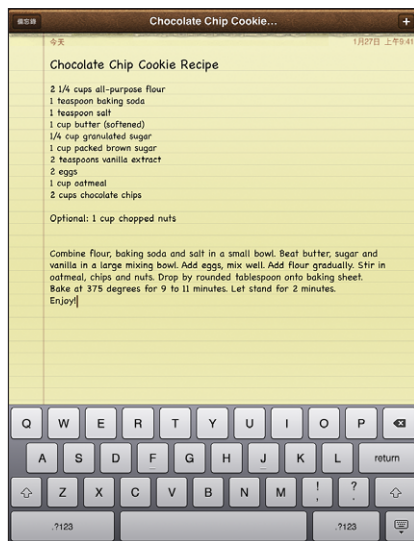 備忘錄 Chocolate Chip Cookie... +
今天 1月27日 上午9:41
Chocolate Chip Cookie Recipe
2 1/4 cups all-purpose flour
1 teaspoon baking soda
1 teaspoon salt
1 cup butter (softened)
1/4 cup granulated sugar
1 cup packed brown sugar
2 teaspoons vanilla extract
2 eggs
1 cup oatmeal
2 cups chocolate chips
Optional: 1 cup chopped nuts
Combine flour, baking soda and salt in a small bowl. Beat butter, sugar and
vanilla in a large mixing bowl. Add eggs, mix well. Add flour gradually. Stir in
oatmeal, chips and nuts. Drop by rounded tablespoon onto baking sheet.
Bake at 375 degrees for 9 to 11 minutes. Let stand for 2 minutes.
Enjoy!
Q W E R T Y U I O P
A S D F G H J K L return
Z X C V B N M ! , ? .
.?123 .?123